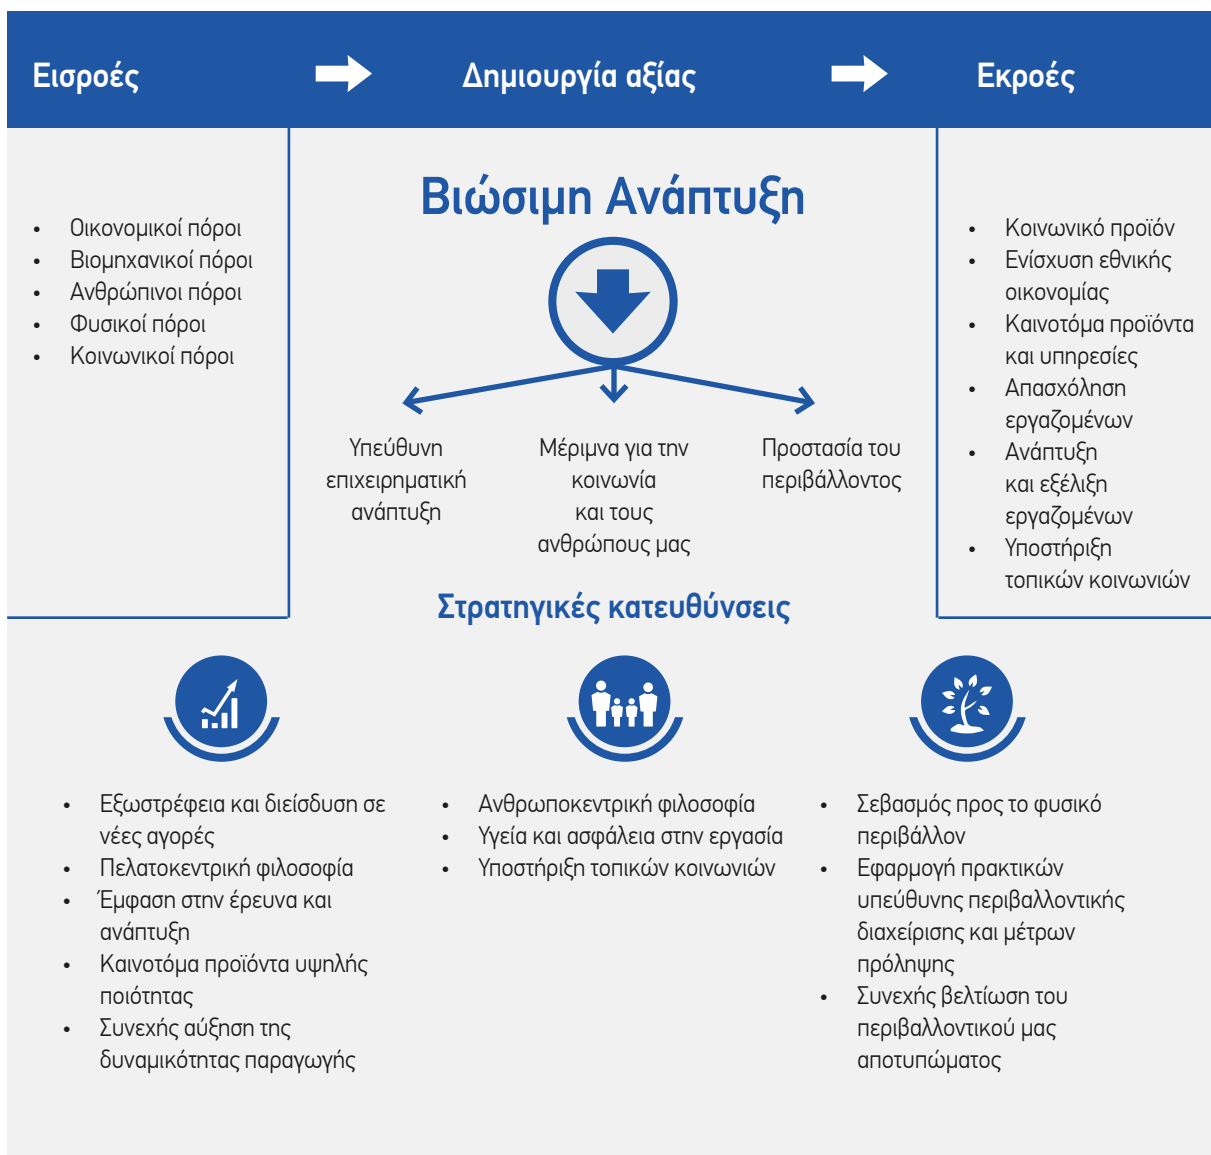 Εισροές
Δημιουργία αξίας
Εκροές
• Οικονομικοί πόροι
• Βιομηχανικοί πόροι
• Ανθρώπινοι πόροι
• Φυσικοί πόροι
• Κοινωνικοί πόροι
Βιώσιμη Ανάπτυξη
Υπεύθυνη
επιχειρηματική
ανάπτυξη
Μέριμνα για την
κοινωνία
και τους
ανθρώπους μας
Προστασία του
περιβάλλοντος
• Κοινωνικό προϊόν
• Ενίσχυση εθνικής
οικονομίας
• Καινοτόμα προϊόντα
και υπηρεσίες
• Απασχόληση
εργαζομένων
• Ανάπτυξη
και εξέλιξη
εργαζομένων
• Υποστήριξη
τοπικών κοινωνιών
Στρατηγικές κατευθύνσεις
• Εξωστρέφεια και διείσδυση σε
νέες αγορές
• Πελατοκεντρική φιλοσοφία
• Έμφαση στην έρευνα και
ανάπτυξη
• Καινοτόμα προϊόντα υψηλής
ποιότητας
• Συνεχής αύξηση της
δυναμικότητας παραγωγής
• Ανθρωποκεντρική φιλοσοφία
• Υγεία και ασφάλεια στην εργασία
• Υποστήριξη τοπικών κοινωνιών
• Σεβασμός προς το φυσικό
περιβάλλον
• Εφαρμογή πρακτικών
υπεύθυνης περιβαλλοντικής
διαχείρισης και μέτρων
πρόληψης
• Συνεχής βελτίωση του
περιβαλλοντικού μας
αποτυπώματος